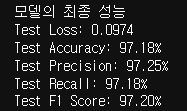 모델의 최종 성능
Test Loss: 0.0974
Test Accuracy: 97.18%
Test Precision: 97.25%
Test Recall: 97.18%
Test F1 Score: 97.20%